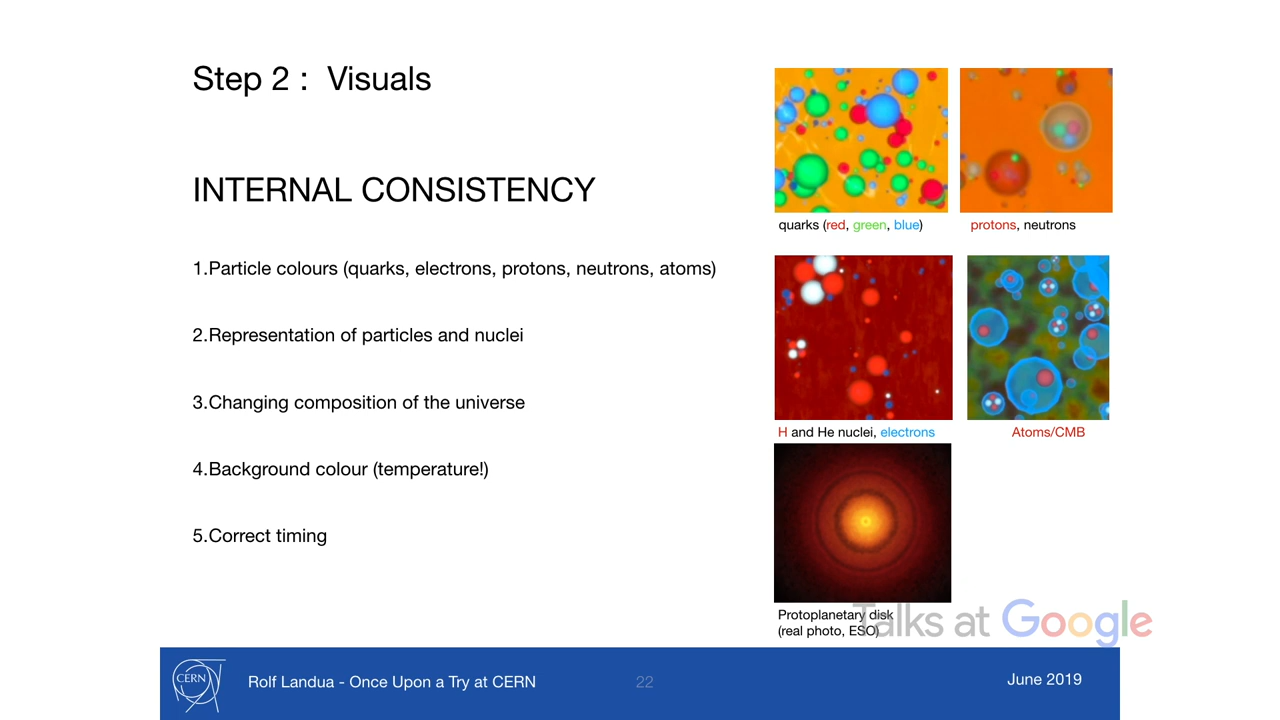 Step 2 : Visuals
INTERNAL CONSISTENCY
1.Particle colours (quarks, electrons, protons, neutrons, atoms)
2.Representation of particles and nuclei
3.Changing composition of the universe
4.Background colour (temperature!)
5.Correct timing
quarks (red, green, blue)
protons, neutrons
H and He nuclei, electrons
Atoms/CMB
Protoplanetary disk
(real photo, ESO)
Talks at Google
CERN
Rolf Landua - Once Upon a Try at CERN
22
June 2019